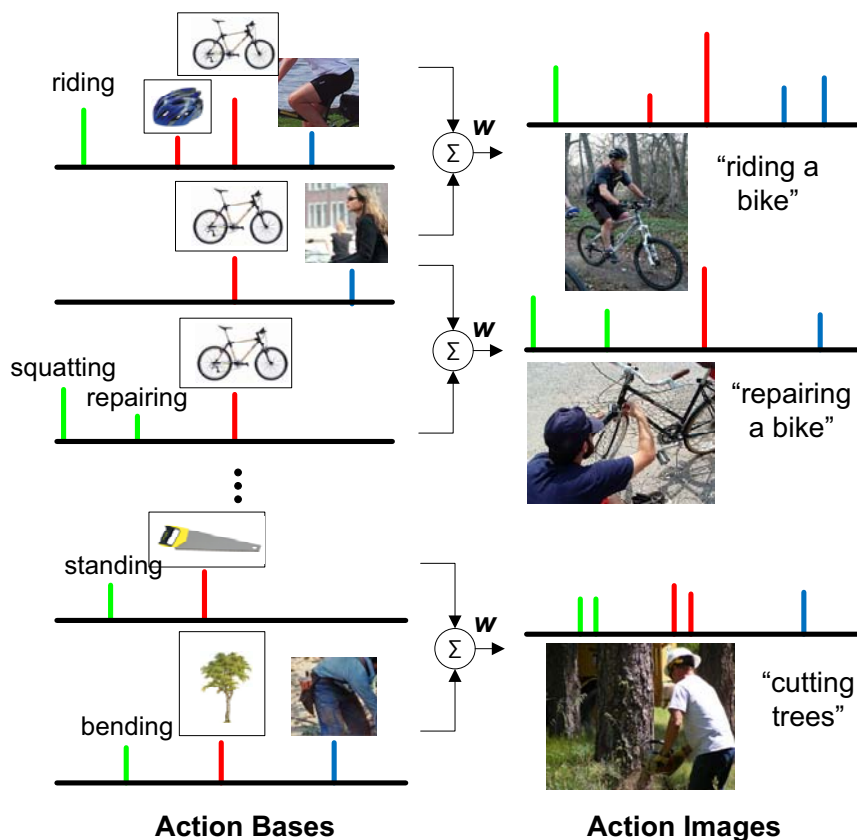 riding
Σ
w
“riding a
bike”
squatting
repairing
Σ
w
“repairing
a bike”
standing
bending
Σ
w
“cutting
trees”
Action Bases
Action Images